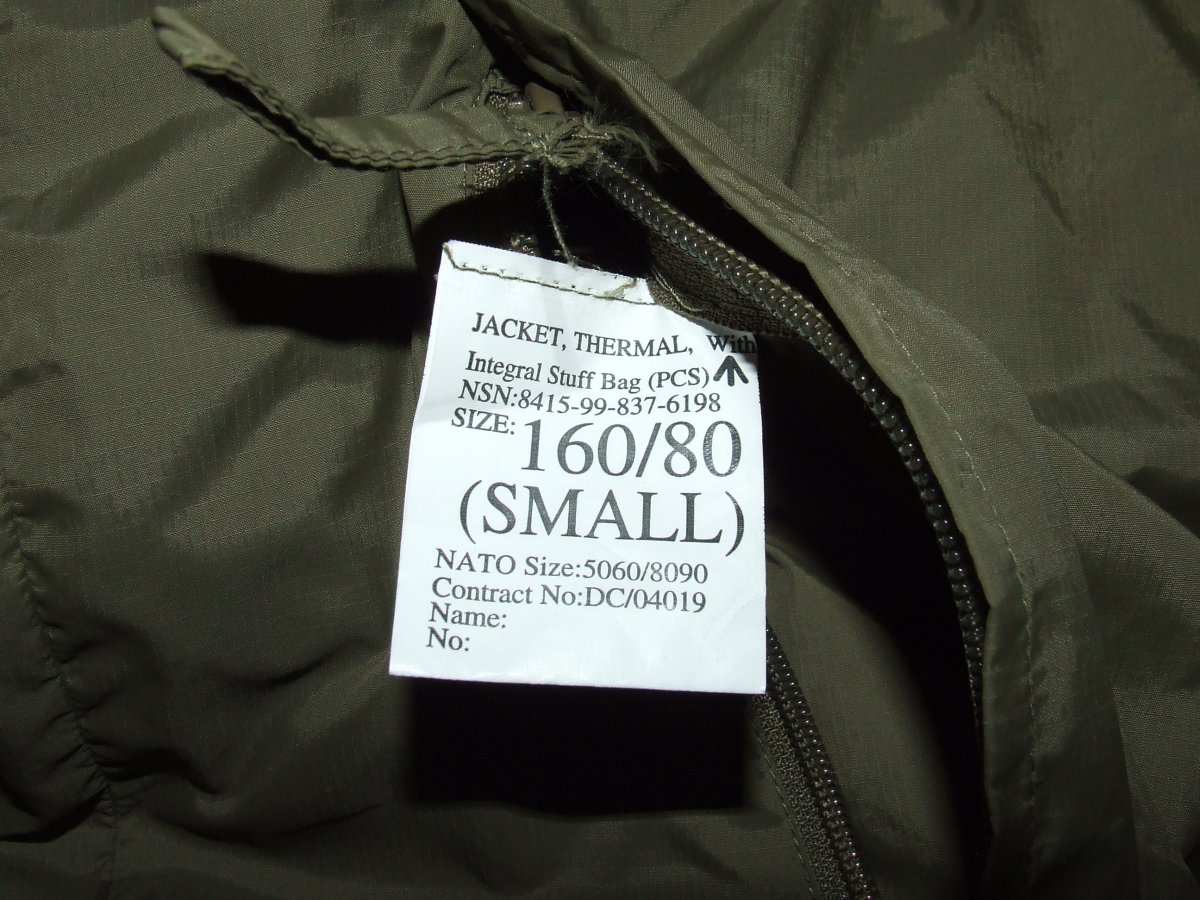 JACKET, THERMAL, With
Integral Stuff Bag (PCS)
NSN:8415-99-837-6198
SIZE: 160/80
(SMALL)
NATO Size:5060/8090
Contract No:DC/04019
Name:
No: